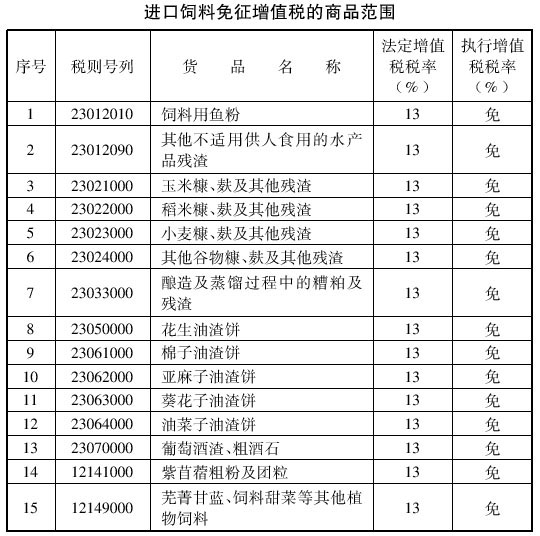 进口饲料免征增值税的商品范围
序号 税则号列 货品名称 法定增值税税率(%) 执行增值税税率(%)
1 23012010 饲料用鱼粉 13 免
2 23012090 其他不适用供人食用的水产品残渣 13 免
3 23021000 玉米糠、麸及其他残渣 13 免
4 23022000 稻米糠、麸及其他残渣 13 免
5 23023000 小麦糠、麸及其他残渣 13 免
6 23024000 其他谷物糠、麸及其他残渣 13 免
7 23033000 酿造及蒸馏过程中的糟粕及残渣 13 免
8 23050000 花生油渣饼 13 免
9 23061000 棉子油渣饼 13 免
10 23062000 亚麻子油渣饼 13 免
11 23063000 葵花子油渣饼 13 免
12 23064000 油菜子油渣饼 13 免
13 23070000 葡萄酒渣、粗酒石 13 免
14 12141000 紫苜蓿粗粉及团粒 13 免
15 12149000 芜菁甘蓝、饲料甜菜等其他植物饲料 13 免